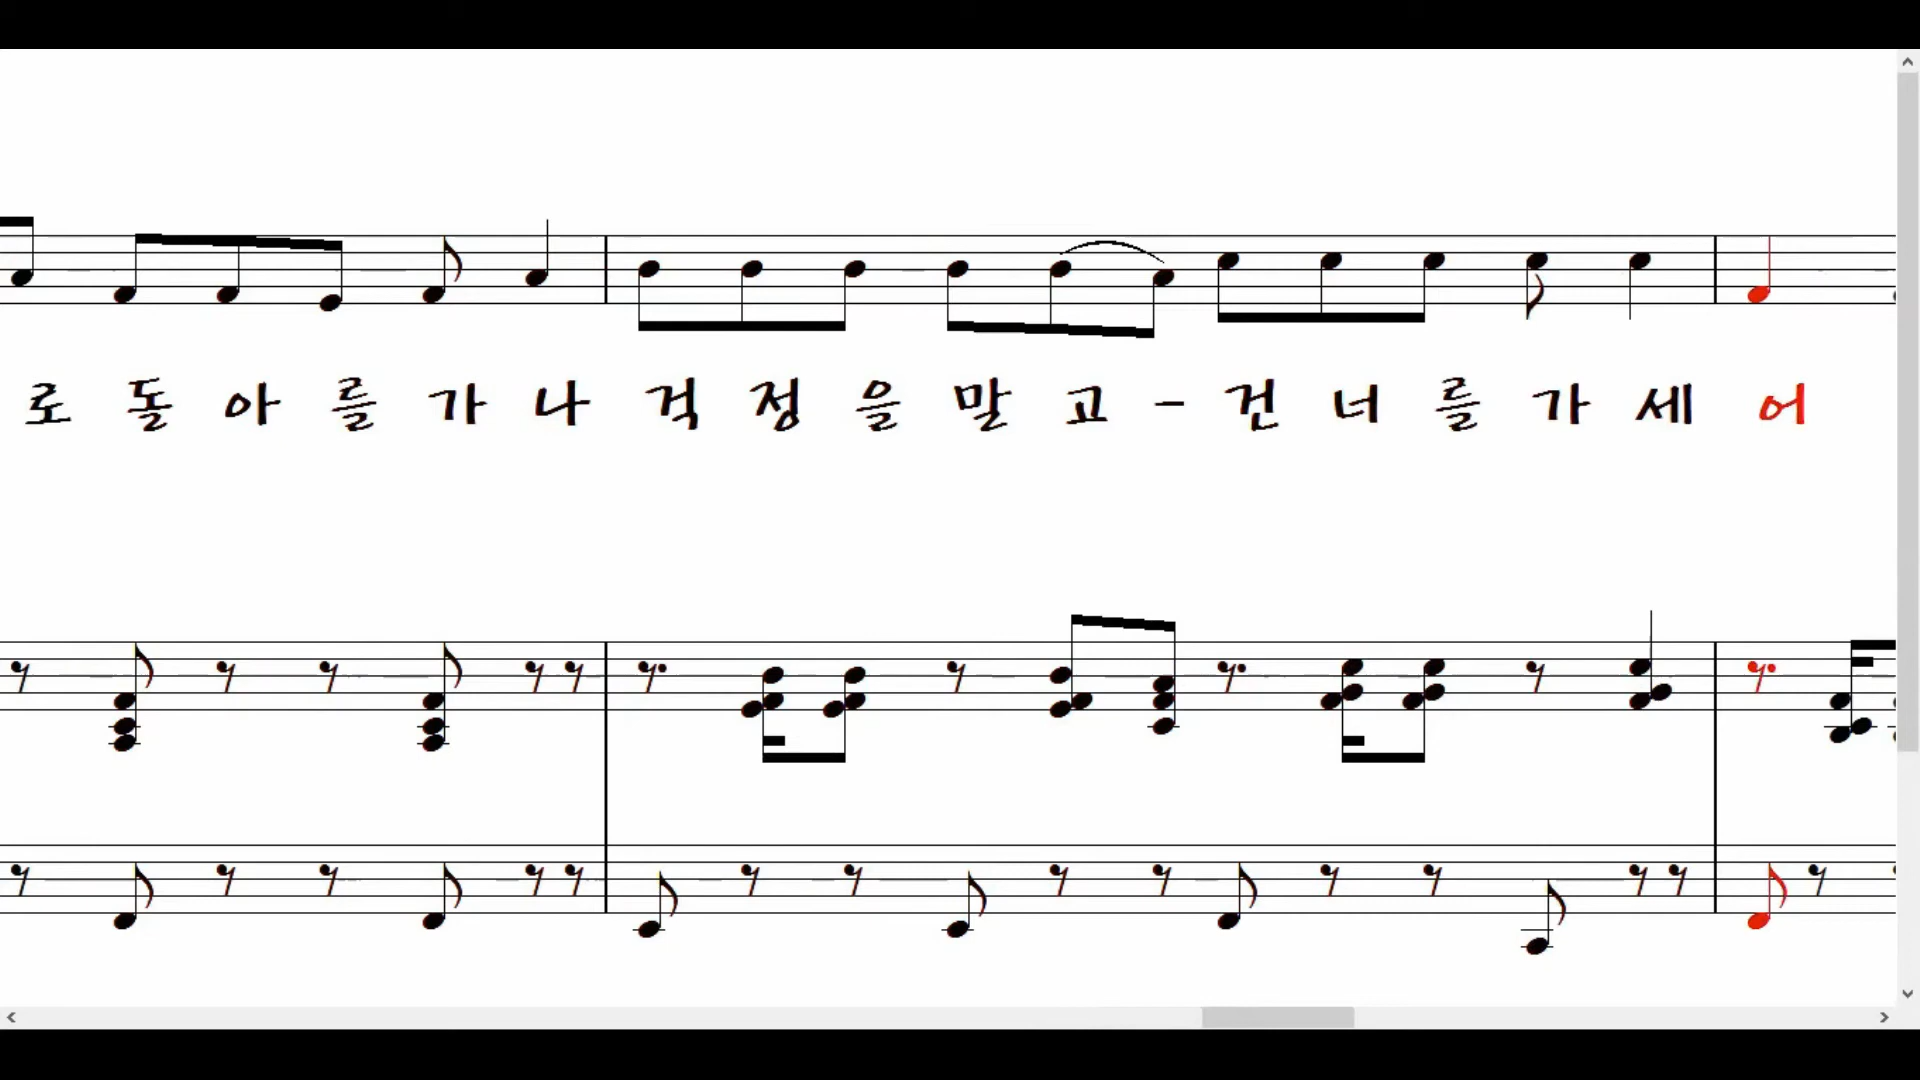 로 돌 아 를 가 나 걱 정 을 말 고 - 건 너 를 가 세 어